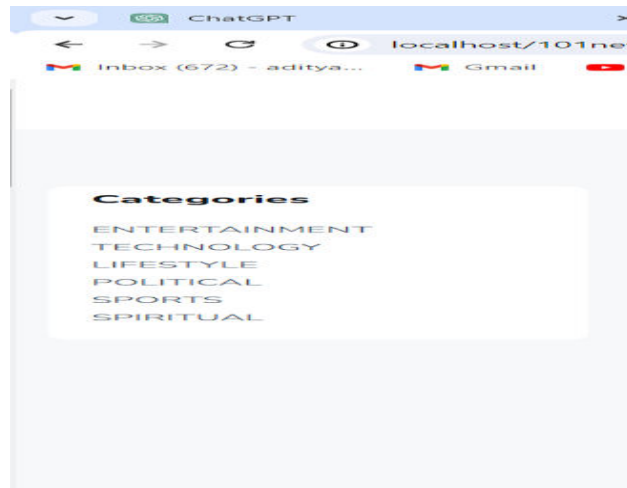 ChatGPT
localhost/101ne
Inbox (672) - aditya... Gmail
Categories
ENTERTAINMENT
TECHNOLOGY
LIFESTYLE
POLITICAL
SPORTS
SPIRITUAL